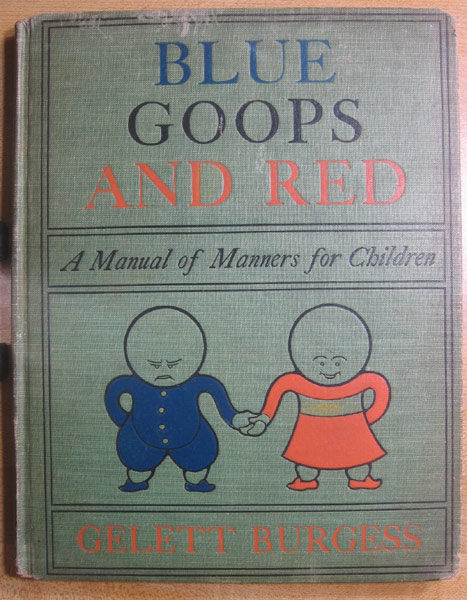 BLUE
GOOPS
AND RED
A Manual of Manners for Children
GELETT BURGESS